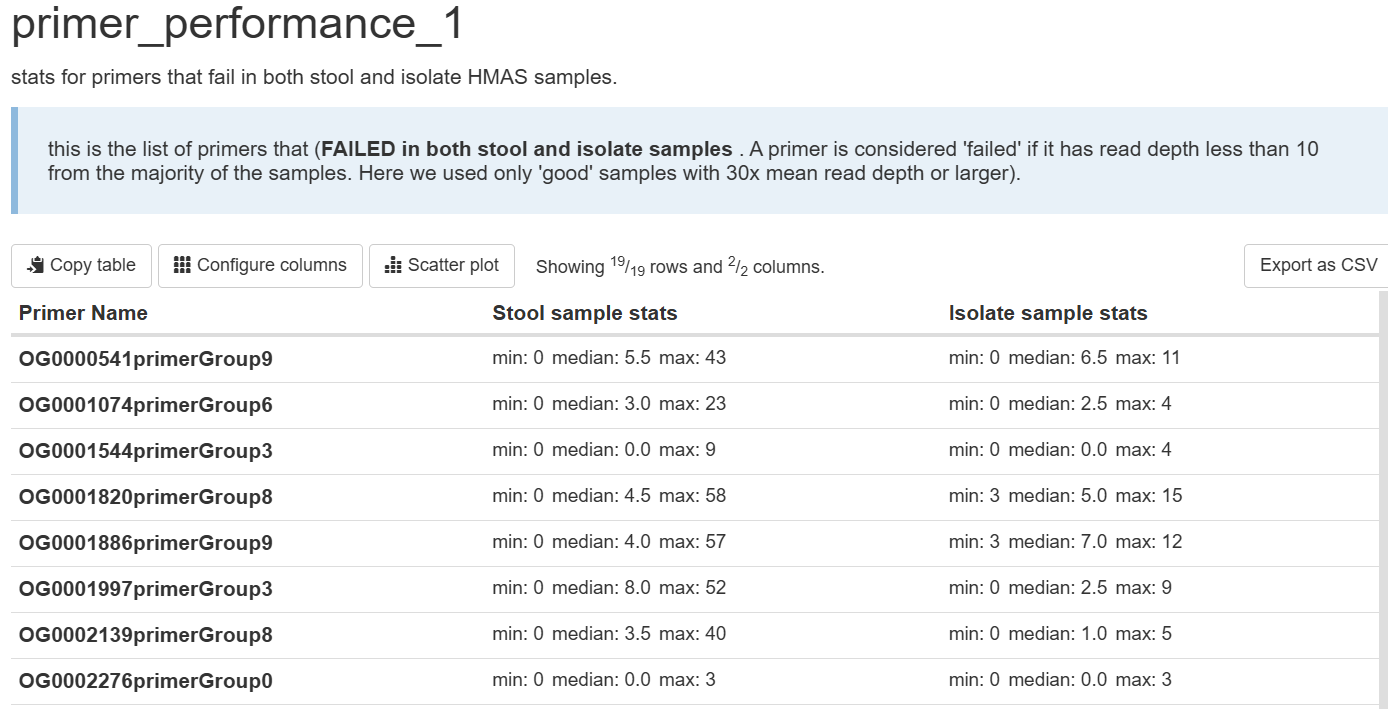 primer_performance_1
stats for primers that fail in both stool and isolate HMAS samples.
this is the list of primers that (FAILED in both stool and isolate samples . A primer is considered 'failed' if it has read depth less than 10
from the majority of the samples. Here we used only 'good' samples with 30x mean read depth or larger).
Copy table Configure columns Scatter plot Showing 19/19 rows and 2/2 columns. Export as CSV
Primer Name Stool sample stats Isolate sample stats
OG0000541primerGroup9 min: 0 median: 5.5 max: 43 min: 0 median: 6.5 max: 11
OG0001074primerGroup6 min: 0 median: 3.0 max: 23 min: 0 median: 2.5 max: 4
OG0001544primerGroup3 min: 0 median: 0.0 max: 9 min: 0 median: 0.0 max: 4
OG0001820primerGroup8 min: 0 median: 4.5 max: 58 min: 3 median: 5.0 max: 15
OG0001886primerGroup9 min: 0 median: 4.0 max: 57 min: 3 median: 7.0 max: 12
OG0001997primerGroup3 min: 0 median: 8.0 max: 52 min: 0 median: 2.5 max: 9
OG0002139primerGroup8 min: 0 median: 3.5 max: 40 min: 0 median: 1.0 max: 5
OG0002276primerGroup0 min: 0 median: 0.0 max: 3 min: 0 median: 0.0 max: 3